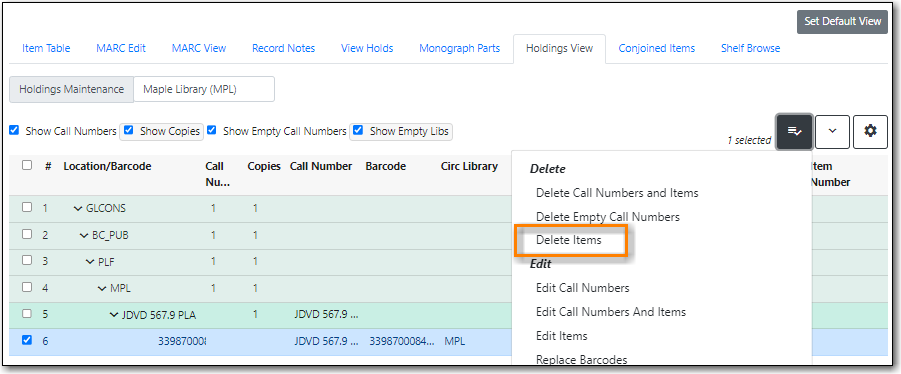 Set Default View
Item Table MARC Edit MARC View Record Notes View Holds Monograph Parts Holdings View Conjoined Items Shelf Browse
Holdings Maintenance Maple Library (MPL)
Show Call Numbers Show Copies Show Empty Call Numbers Show Empty Libs
1 selected
# Location/Barcode Call Nu... Copies Call Number Barcode Circ Library Item Number
1 GLCONS 1 1
2 BC_PUB 1 1
3 PLF 1 1
4 MPL 1 1
5 JDVD 567.9 PLA 1 JDVD 567.9 ...
6 339870008 JDVD 567.9 ... 3398700084... MPL
Delete
Delete Call Numbers and Items
Delete Empty Call Numbers
Delete Items
Edit
Edit Call Numbers
Edit Call Numbers And Items
Edit Items
Replace Barcodes